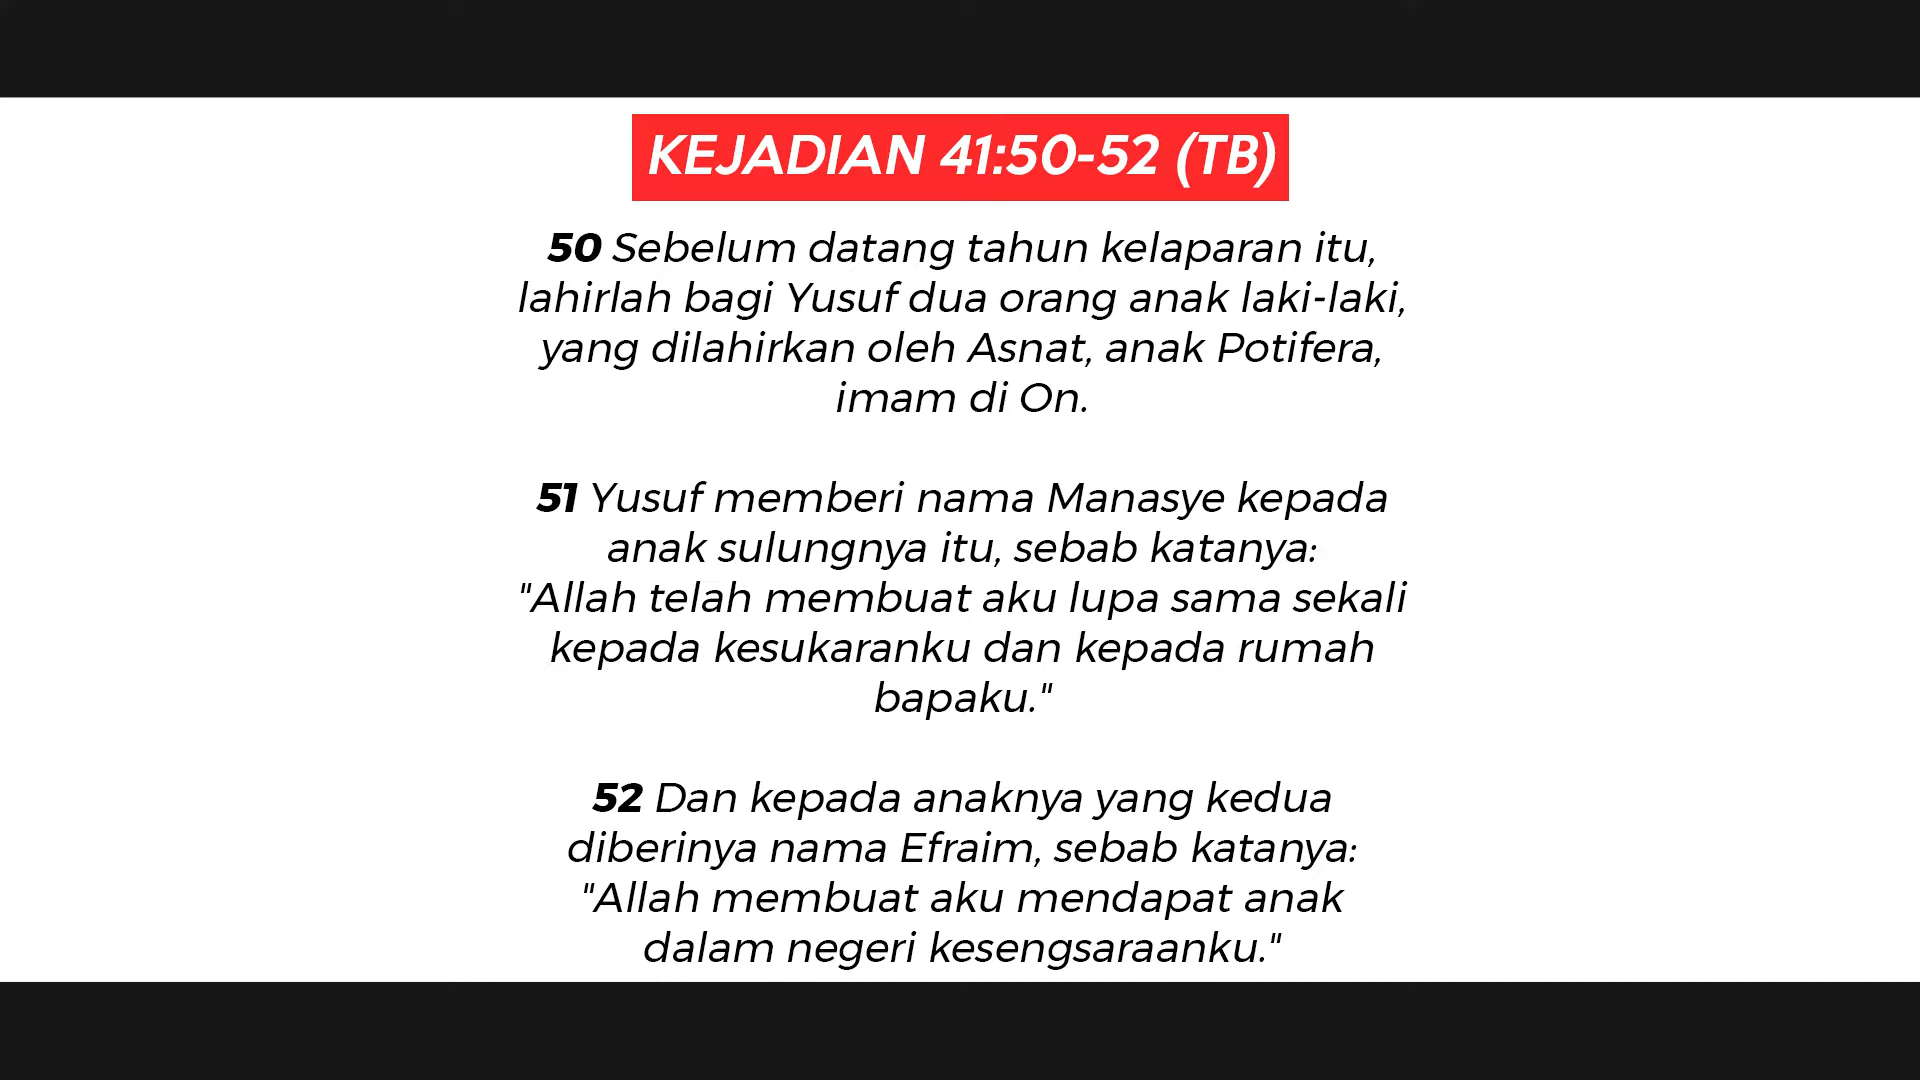 KEJADIAN 41:50-52 (TB)
50 Sebelum datang tahun kelaparan itu,
lahirlah bagi Yusuf dua orang anak laki-laki,
yang dilahirkan oleh Asnat, anak Potifera,
imam di On.
51 Yusuf memberi nama Manasye kepada
anak sulungnya itu, sebab katanya:
"Allah telah membuat aku lupa sama sekali
kepada kesukaranku dan kepada rumah
bapaku."
52 Dan kepada anaknya yang kedua
diberinya nama Efraim, sebab katanya:
"Allah membuat aku mendapat anak
dalam negeri kesengsaraanku."